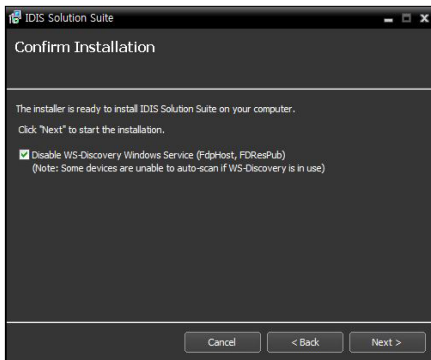 IDIS Solution Suite
Confirm Installation
The installer is ready to install IDIS Solution Suite on your computer.
Click "Next" to start the installation.
Disable WS-Discovery Windows Service (FdpHost, FDResPub)
(Note: Some devices are unable to auto-scan if WS-Discovery is in use)
Cancel < Back Next >